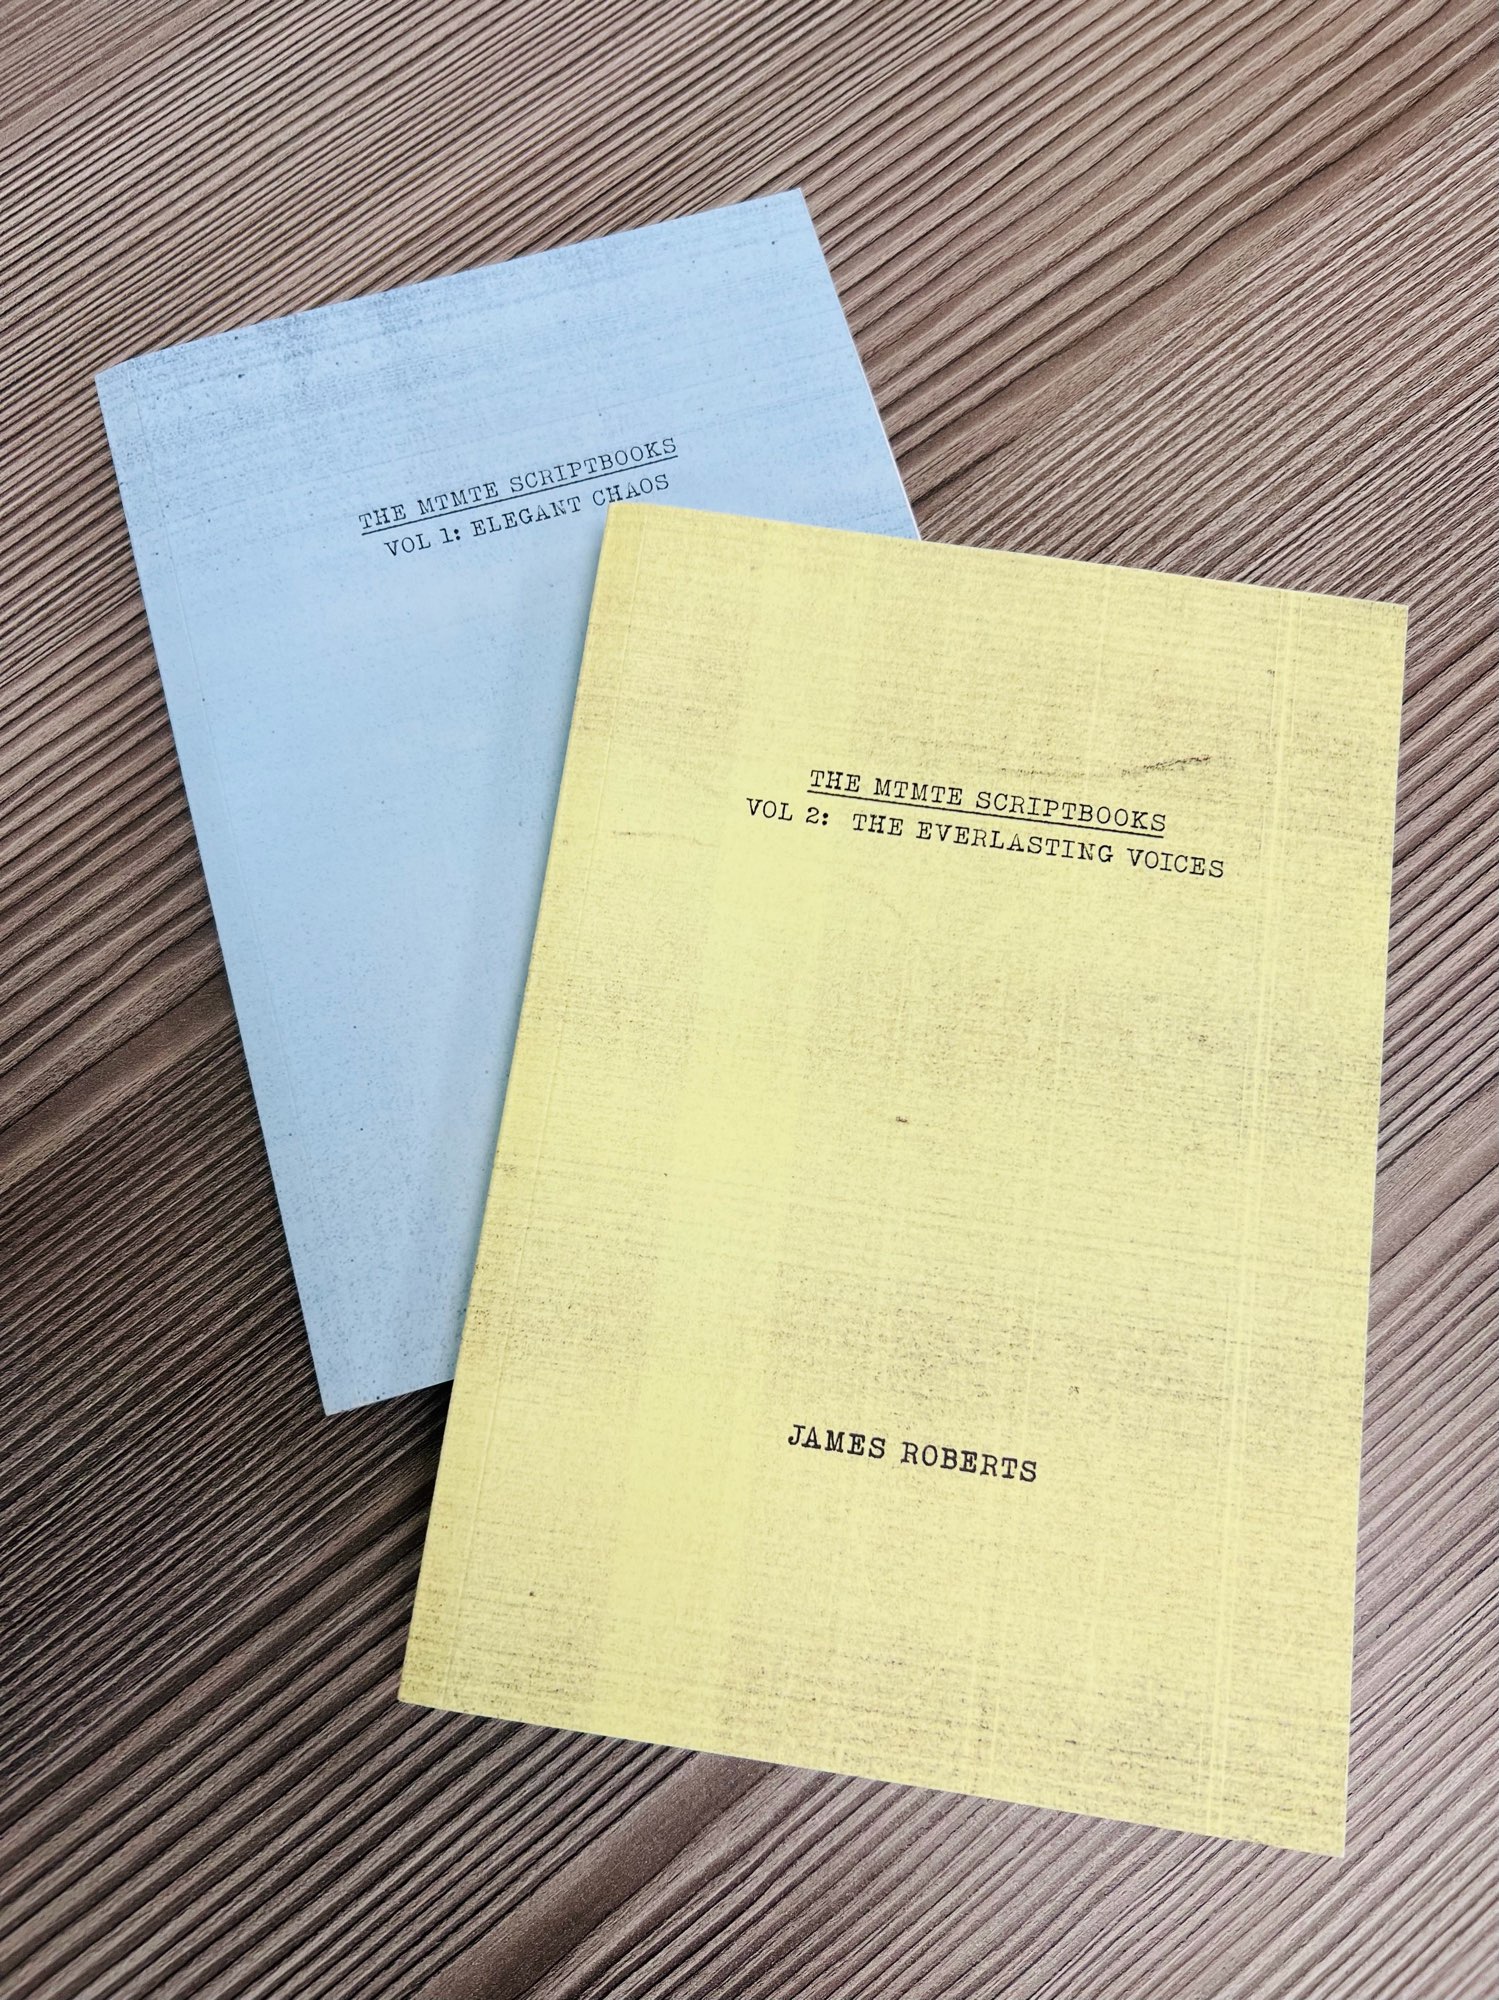 THE MTMTE SCRIPTBOOKS
VOL 1: ELEGANT CHAOS
THE MTMTE SCRIPTBOOKS
VOL 2: THE EVERLASTING VOICES
JAMES ROBERTS